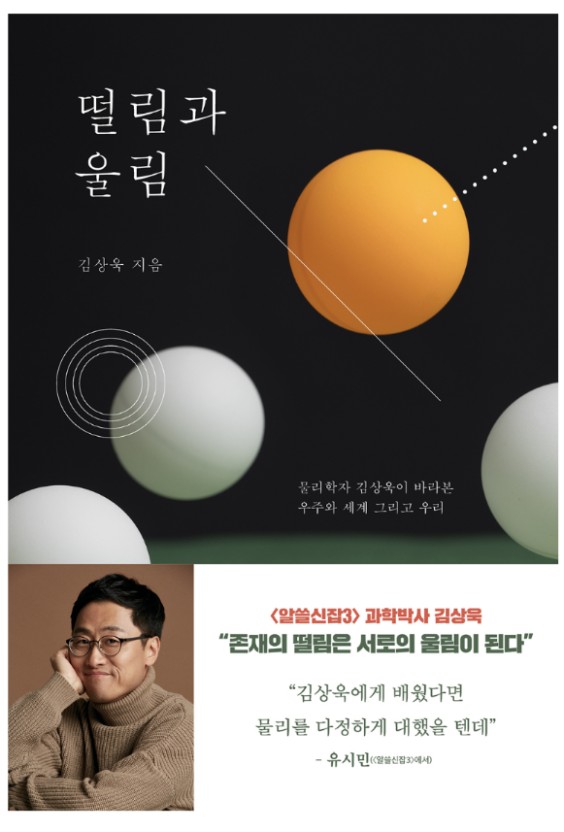 떨림과
울림
김상욱 지음
물리학자 김상욱이 바라본
우주와 세계 그리고 우리
〈알쓸신잡3〉 과학박사 김상욱
“존재의 떨림은 서로의 울림이 된다”
“김상욱에게 배웠다면
물리를 다정하게 대했을 텐데”
- 유시민(〈알쓸신잡3〉에서)